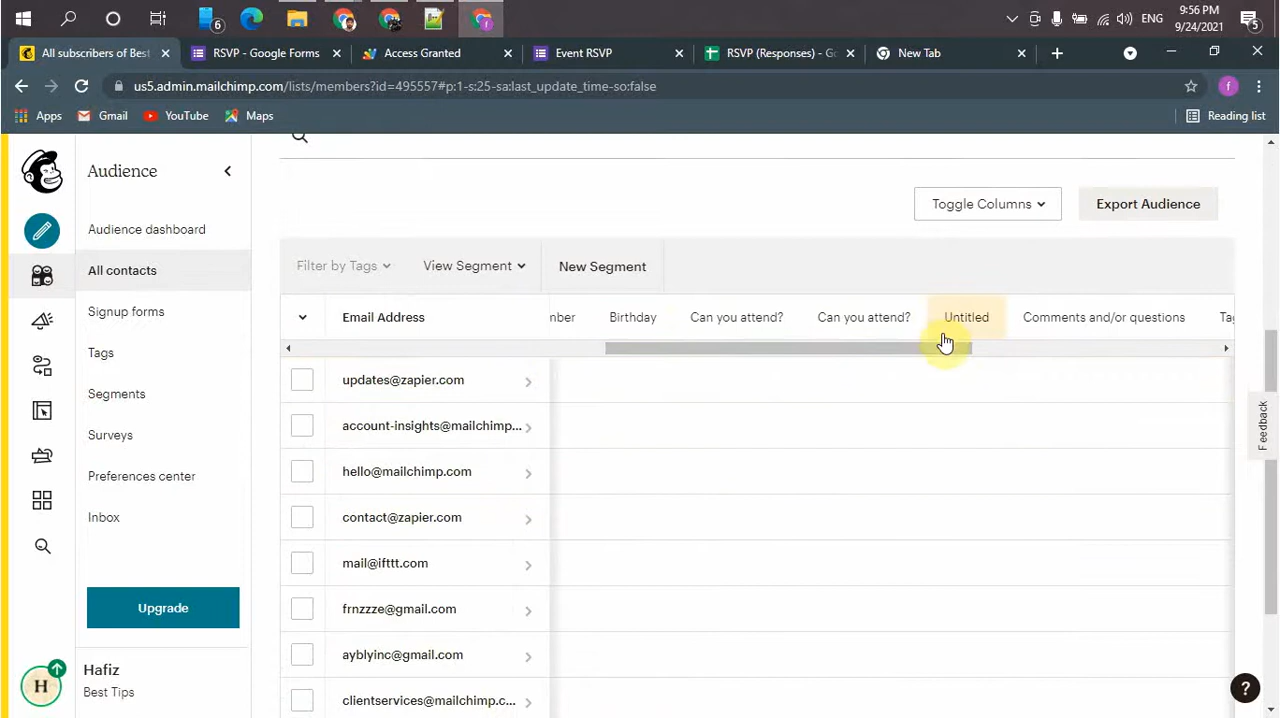 6
ENG
9:56 PM
9/24/2021
5
All subscribers of Best
RSVP - Google Forms
Access Granted
Event RSVP
RSVP (Responses) - Go
New Tab
us5.admin.mailchimp.com/lists/members?id=495557#p:1-s:25-sa:last_update_time-so:false
f
Apps
Gmail
YouTube
Maps
Reading list
Audience
Audience dashboard
All contacts
Signup forms
Tags
Segments
Surveys
Preferences center
Inbox
Upgrade
H
Hafiz
Best Tips
Toggle Columns
Export Audience
Filter by Tags
View Segment
New Segment
Email Address
mber
Birthday
Can you attend?
Can you attend?
Untitled
Comments and/or questions
Tag
updates@zapier.com
account-insights@mailchimp...
hello@mailchimp.com
contact@zapier.com
mail@ifttt.com
frnzzze@gmail.com
ayblyinc@gmail.com
clientservices@mailchimp.c...
Feedback
?